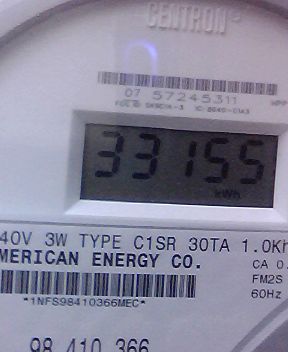 CENTRON
07 57245311
33155
kWh
40V 3W TYPE C1SR 30TA 1.0Kh
MERICAN ENERGY CO.
CA 0.
*1NFS98410366MEC*
FM2S
60Hz
98 410 366